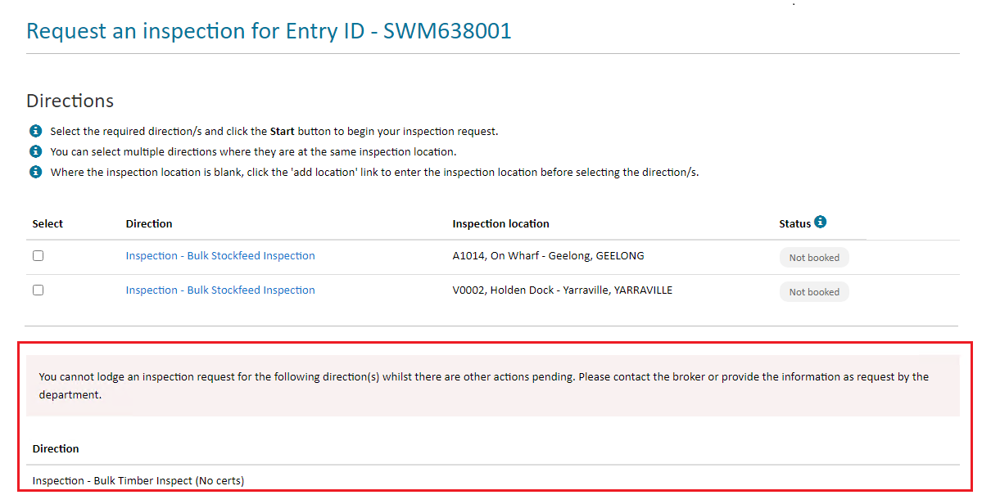 Request an inspection for Entry ID - SWM638001
Directions
Select the required direction/s and click the Start button to begin your inspection request.
You can select multiple directions where they are at the same inspection location.
Where the inspection location is blank, click the 'add location' link to enter the inspection location before selecting the direction/s.
Select Direction Inspection location Status
Inspection - Bulk Stockfeed Inspection A1014, On Wharf - Geelong, GEELONG Not booked
Inspection - Bulk Stockfeed Inspection V0002, Holden Dock - Yarraville, YARRAVILLE Not booked
You cannot lodge an inspection request for the following direction(s) whilst there are other actions pending. Please contact the broker or provide the information as request by the
department.
Direction
Inspection - Bulk Timber Inspect (No certs)